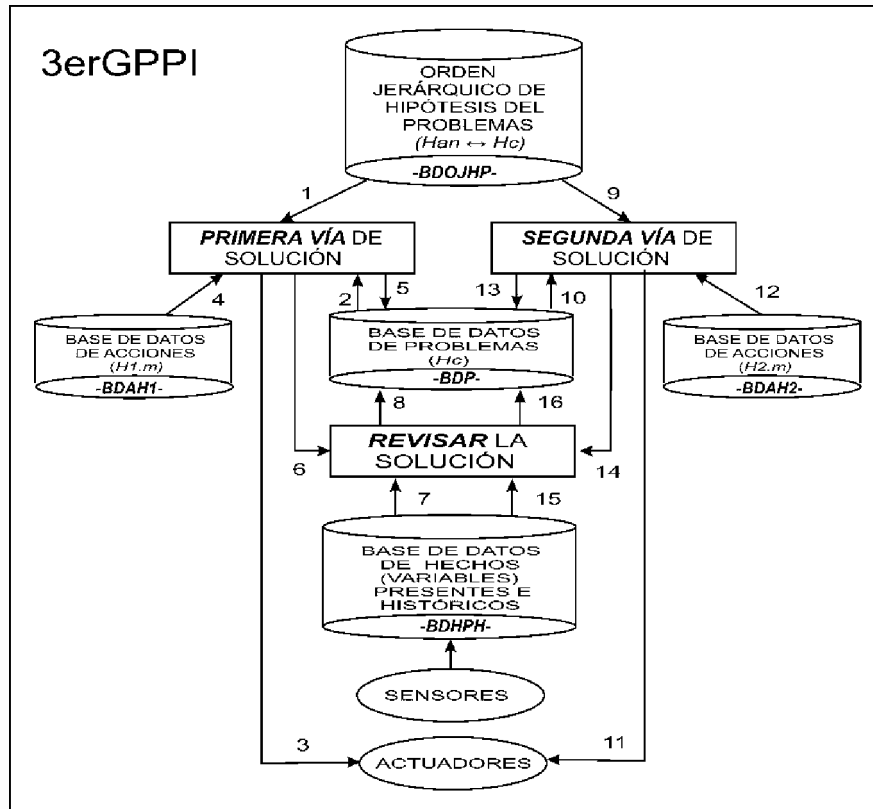 3erGPPI
ORDEN
JERÁRQUICO DE
HIPÓTESIS DEL
PROBLEMAS
(Han ↔ Hc)
-BDOJHP-
1
9
PRIMERA VÍA DE
SOLUCIÓN
SEGUNDA VÍA DE
SOLUCIÓN
4
2
5
13
10
12
BASE DE DATOS
DE ACCIONES
(H1.m)
-BDAH1-
BASE DE DATOS
DE PROBLEMAS
(Hc)
-BDP-
BASE DE DATOS
DE ACCIONES
(H2.m)
-BDAH2-
8
16
REVISAR LA
SOLUCIÓN
6
14
7
15
BASE DE DATOS
DE HECHOS
(VARIABLES)
PRESENTES E
HISTÓRICOS
-BDHPH-
SENSORES
3
11
ACTUADORES